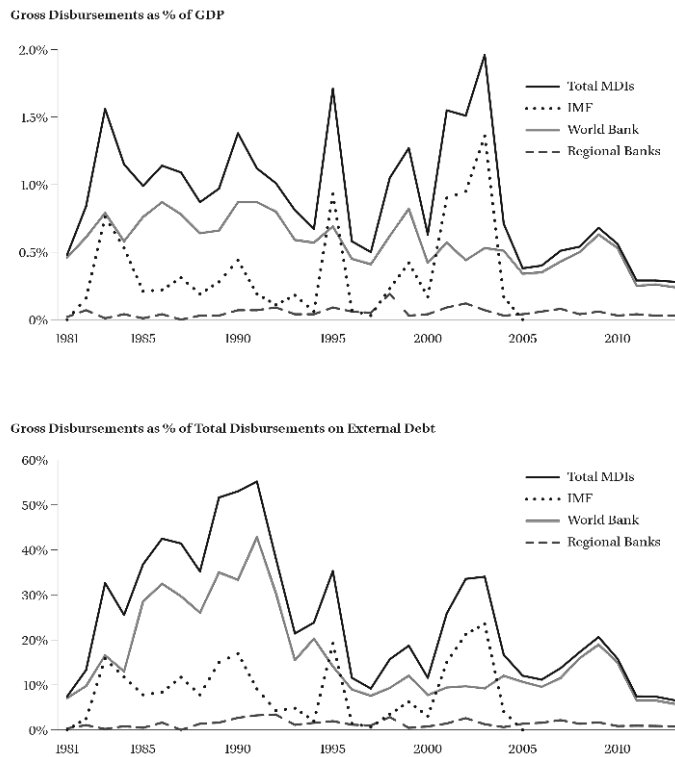 Gross Disbursements as % of GDP
2.0%
Total MDIs
1.5%
IMF
World Bank
Regional Banks
1.0%
0.5%
0%
1981 1985 1990 1995 2000 2005 2010
Gross Disbursements as % of Total Disbursements on External Debt
60%
Total MDIs
50%
IMF
World Bank
40%
Regional Banks
30%
20%
10%
0%
1981 1985 1990 1995 2000 2005 2010